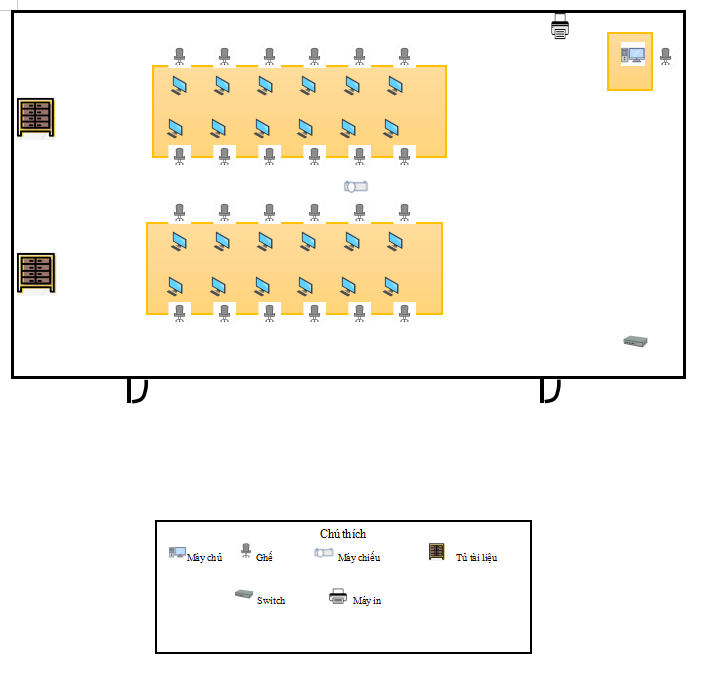 Chú thích
Máy chủ Ghế Máy chiếu Tủ tài liệu
Switch Máy in